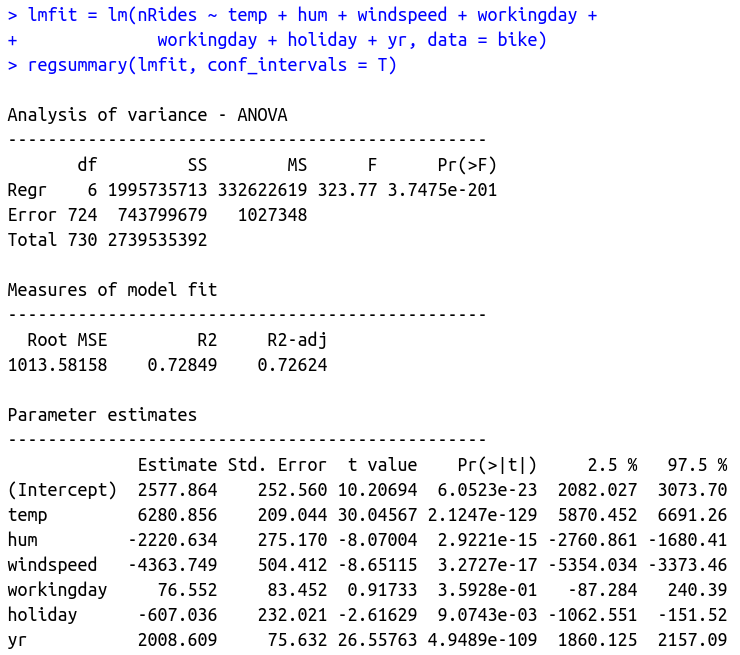 > lmfit = lm(nRides ~ temp + hum + windspeed + workingday +
+              workingday + holiday + yr, data = bike)
> regsummary(lmfit, conf_intervals = T)

Analysis of variance - ANOVA
------------------------------------------------
       df         SS        MS      F      Pr(>F)
Regr    6 1995735713 332622619 323.77 3.7475e-201
Error 724  743799679   1027348
Total 730 2739535392

Measures of model fit
------------------------------------------------
  Root MSE         R2     R2-adj
1013.58158    0.72849    0.72624

Parameter estimates
------------------------------------------------
             Estimate Std. Error  t value    Pr(>|t|)     2.5 %   97.5 %
(Intercept)  2577.864    252.560 10.20694  6.0523e-23  2082.027  3073.70
temp         6280.856    209.044 30.04567 2.1247e-129  5870.452  6691.26
hum         -2220.634    275.170 -8.07004  2.9221e-15 -2760.861 -1680.41
windspeed   -4363.749    504.412 -8.65115  3.2727e-17 -5354.034 -3373.46
workingday     76.552     83.452  0.91733  3.5928e-01   -87.284   240.39
holiday      -607.036    232.021 -2.61629  9.0743e-03 -1062.551  -151.52
yr           2008.609     75.632 26.55763 4.9489e-109  1860.125  2157.09